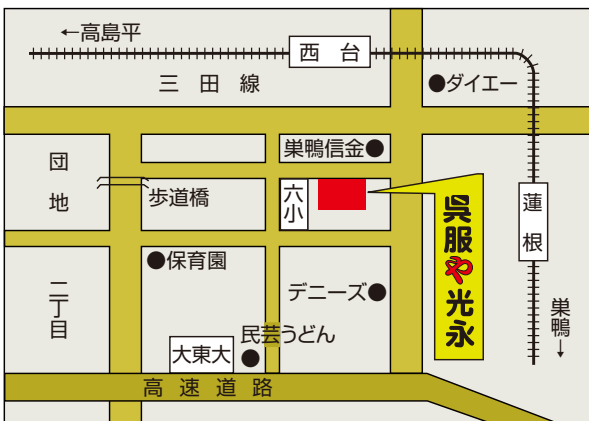 ←高島平
西台
三田線
●ダイエー
巣鴨信金●
団地
歩道橋
六小
蓮根
呉服や光永
●保育園
デニーズ●
二丁目
民芸うどん
大東大
巣鴨→
高速道路